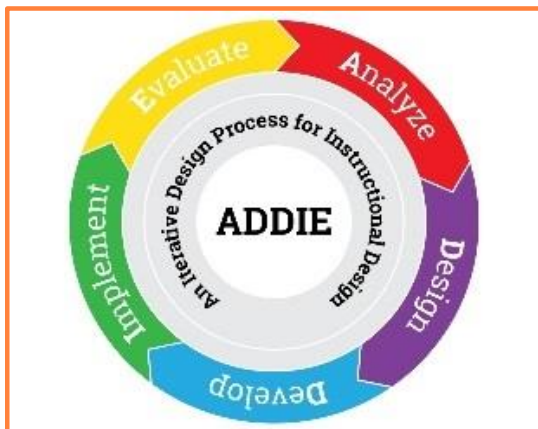 ADDIE
An Iterative Design Process for Instructional Design
Analyze
Design
Develop
Implement
Evaluate